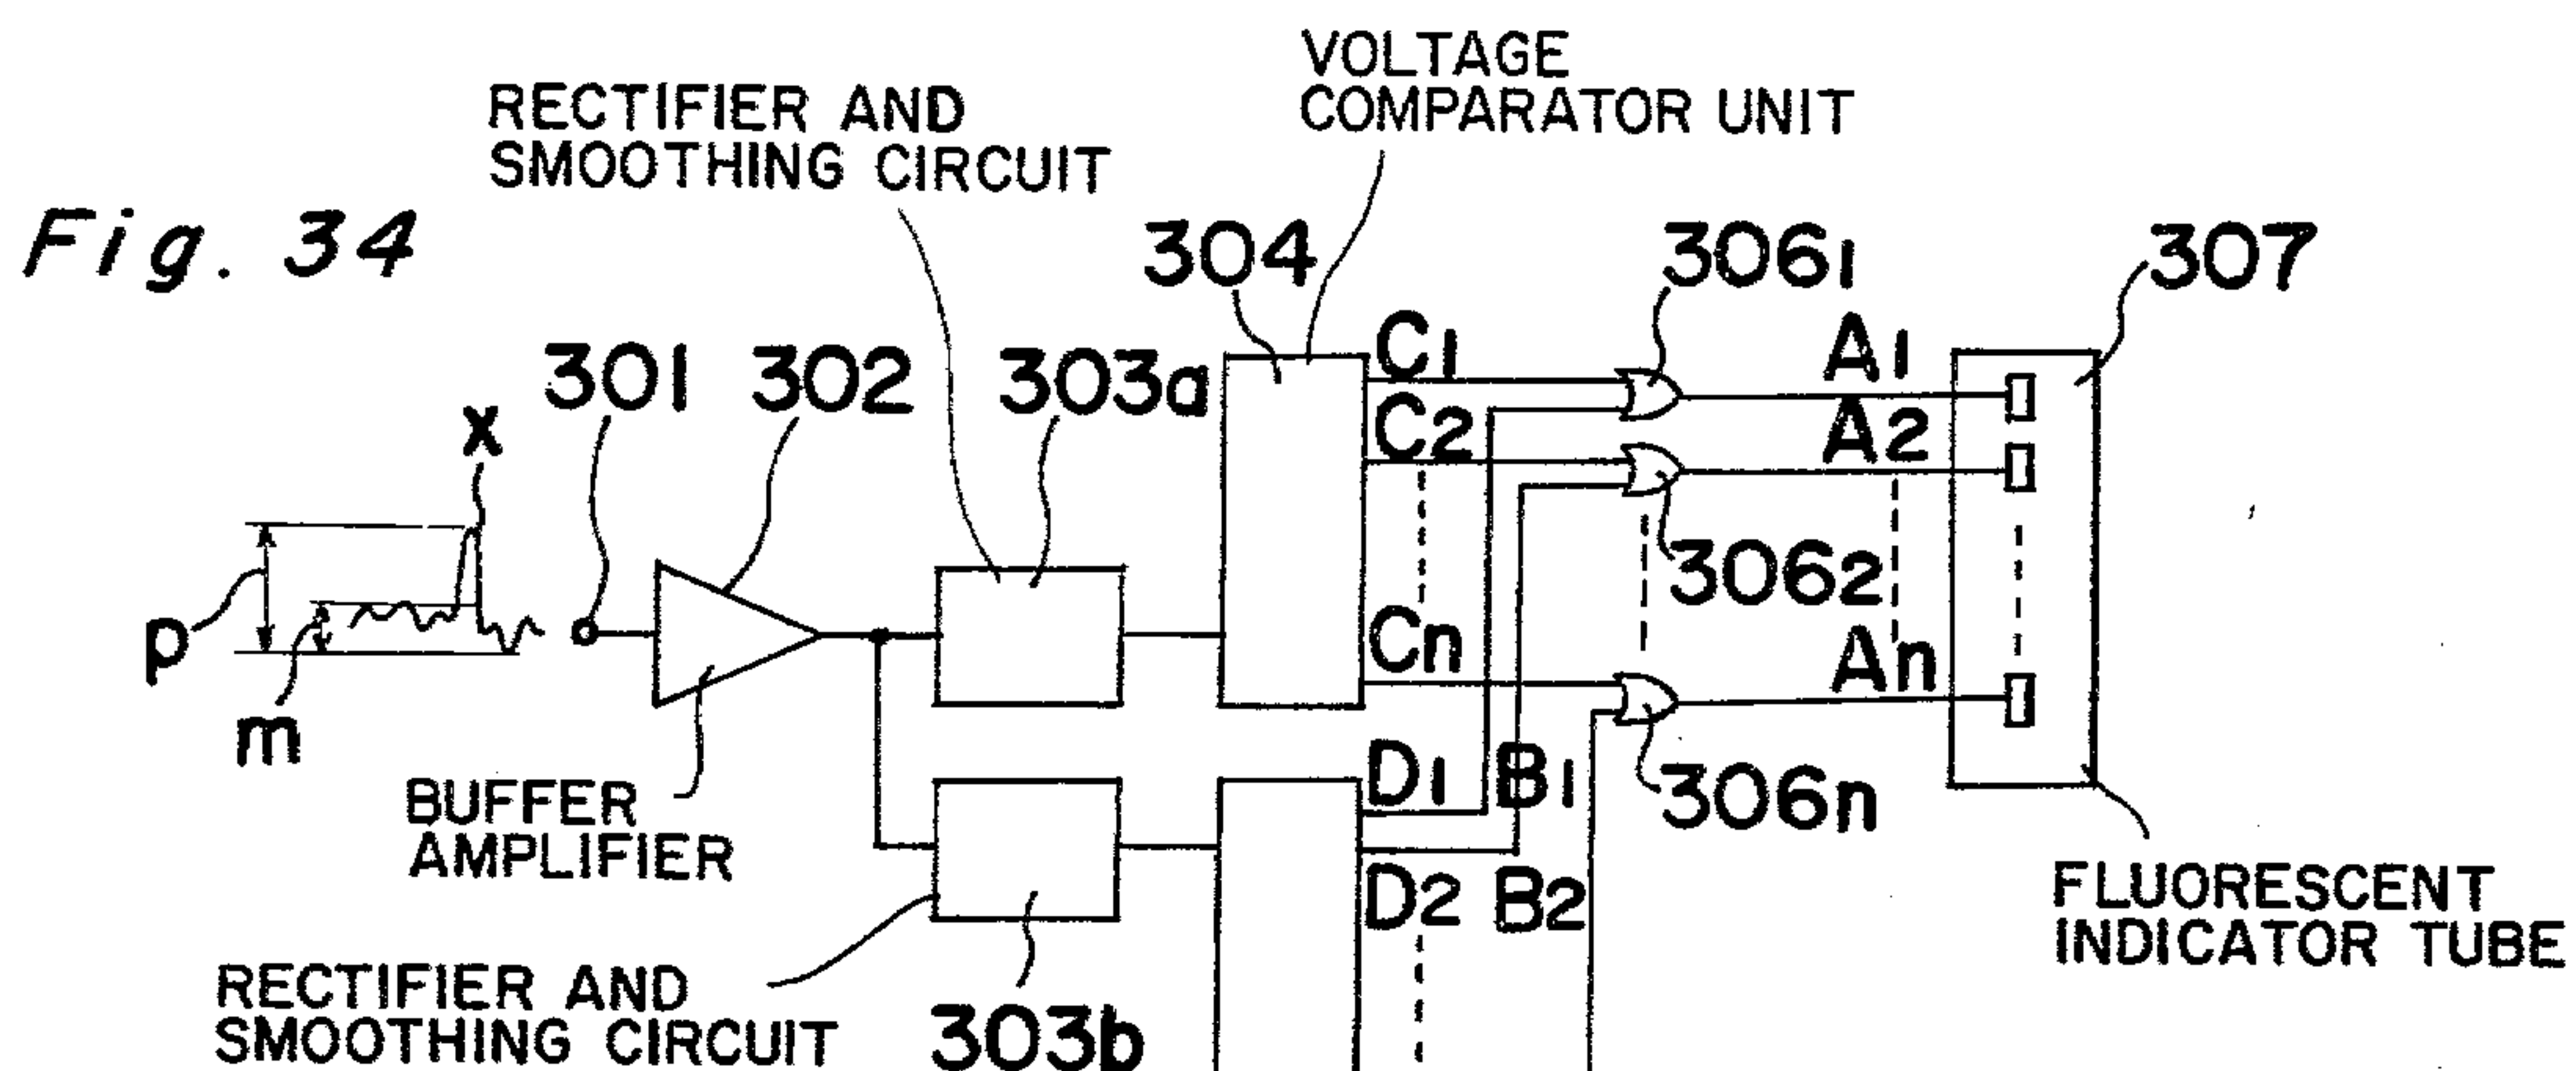 VOLTAGE
COMPARATOR UNIT
RECTIFIER AND
SMOOTHING CIRCUIT
Fig. 34
304
306₁
307
301
302
303a
C₁
A₁
x
C₂
A₂
306₂
p
m
Cₙ
Aₙ
306n
D₁
B₁
BUFFER
AMPLIFIER
D₂
B₂
FLUORESCENT
INDICATOR TUBE
RECTIFIER AND
SMOOTHING CIRCUIT
303b